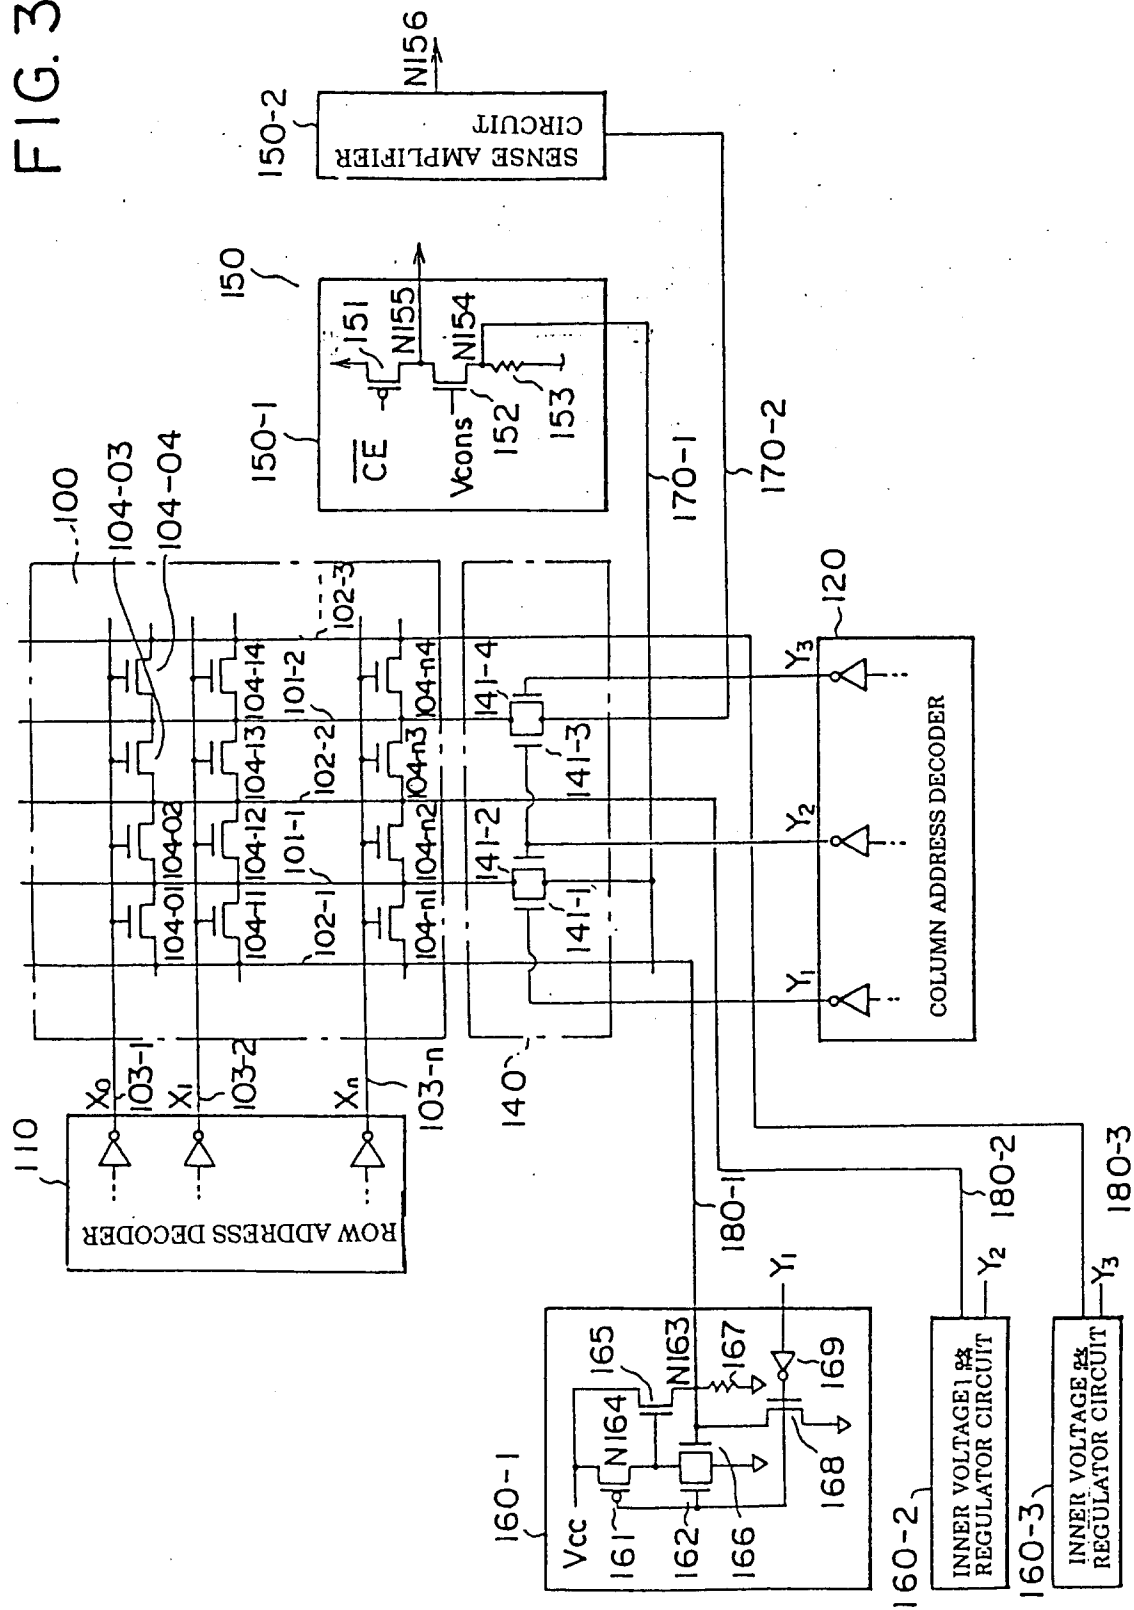 FIG. 3
110
ROW ADDRESS DECODER
X0
103-1
X1
103-2
Xn
103-n
100
104-03
104-04
104-01
104-02
104-11
104-12
104-13
104-14
102-1
101-1
102-2
101-2
102-3
104-n1
104-n2
104-n3
104-n4
140
141-1
141-2
141-3
141-4
150
150-1
CE
151
N155
N154
Vcons
152
153
150-2
SENSE AMPLIFIER
CIRCUIT
N156
170-1
170-2
120
Y1
Y2
Y3
COLUMN ADDRESS DECODER
160-1
Vcc
161
N164
165
N163
162
166
167
168
169
Y1
180-1
160-2
INNER VOLTAGE
REGULATOR CIRCUIT
Y2
180-2
160-3
INNER VOLTAGE
REGULATOR CIRCUIT
Y3
180-3